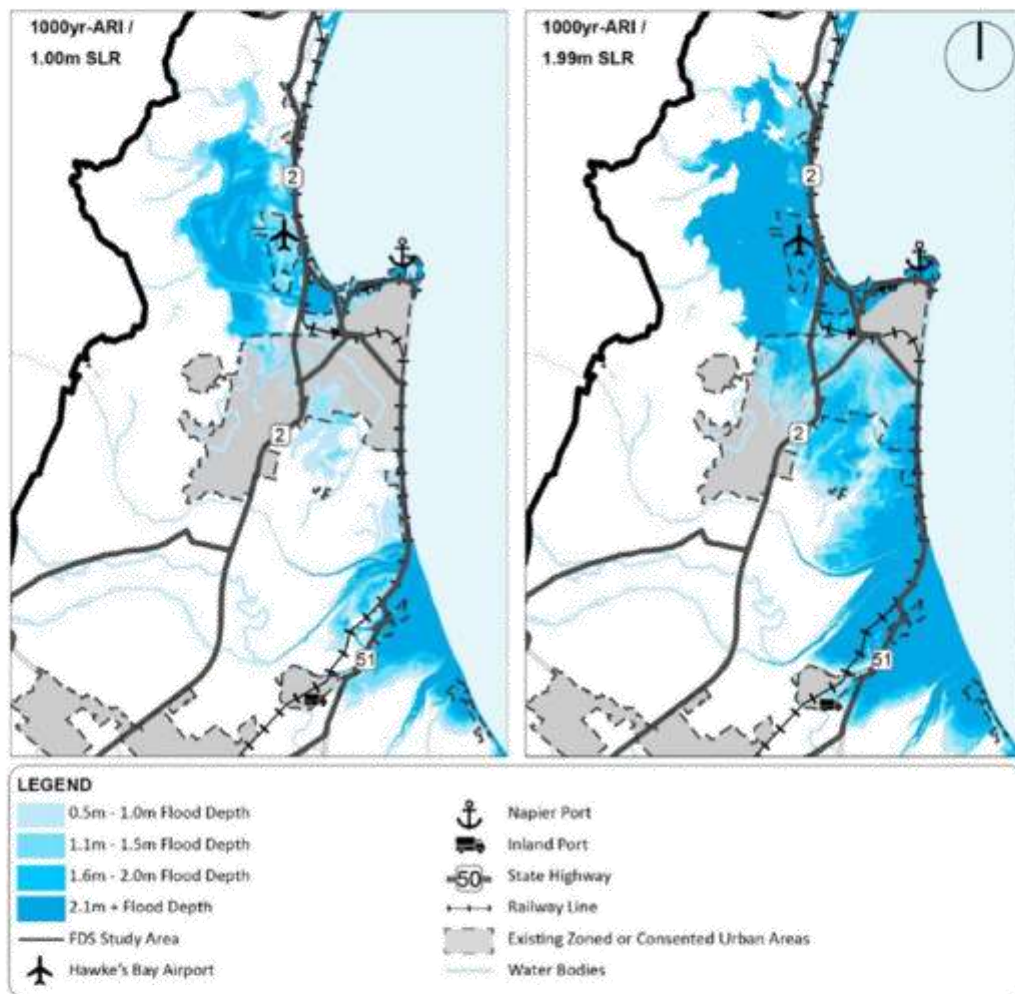 1000yr-ARI /
1.00m SLR
2
2
51
1000yr-ARI /
1.99m SLR
2
2
51
LEGEND
0.5m - 1.0m Flood Depth
1.1m - 1.5m Flood Depth
1.6m - 2.0m Flood Depth
2.1m + Flood Depth
FDS Study Area
Hawke's Bay Airport
Napier Port
Inland Port
50
State Highway
Railway Line
Existing Zoned or Consented Urban Areas
Water Bodies